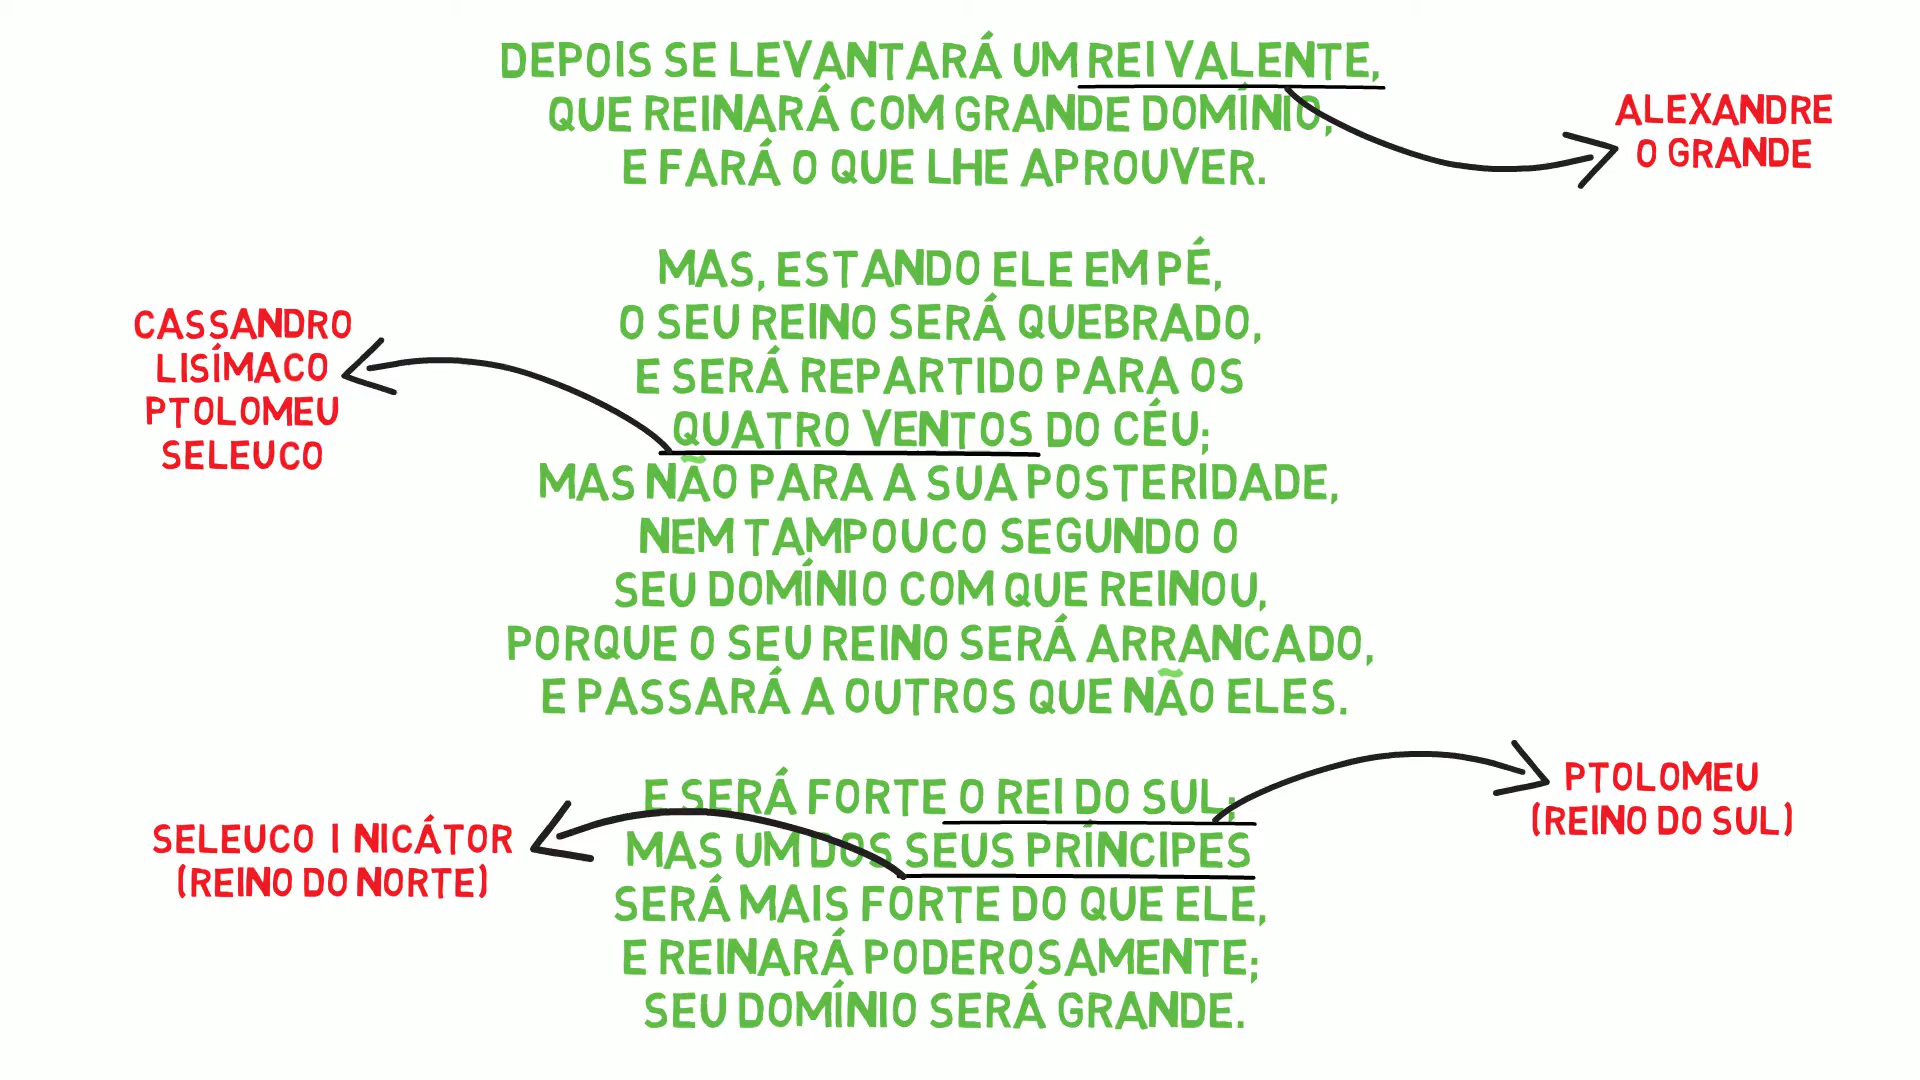 DEPOIS SE LEVANTARÁ UM REI VALENTE,
QUE REINARÁ COM GRANDE DOMÍNIO,
E FARÁ O QUE LHE APROUVER.
ALEXANDRE
O GRANDE
MAS, ESTANDO ELE EM PÉ,
O SEU REINO SERÁ QUEBRADO,
E SERÁ REPARTIDO PARA OS
QUATRO VENTOS DO CÉU;
MAS NÃO PARA A SUA POSTERIDADE,
NEM TAMPOUCO SEGUNDO O
SEU DOMÍNIO COM QUE REINOU,
PORQUE O SEU REINO SERÁ ARRANCADO,
E PASSARÁ A OUTROS QUE NÃO ELES.
CASSANDRO
LISÍMACO
PTOLOMEU
SELEUCO
E SERÁ FORTE O REI DO SUL;
MAS UM DOS SEUS PRÍNCIPES
SERÁ MAIS FORTE DO QUE ELE,
E REINARÁ PODEROSAMENTE;
SEU DOMÍNIO SERÁ GRANDE.
PTOLOMEU
(REINO DO SUL)
SELEUCO I NICÁTOR
(REINO DO NORTE)